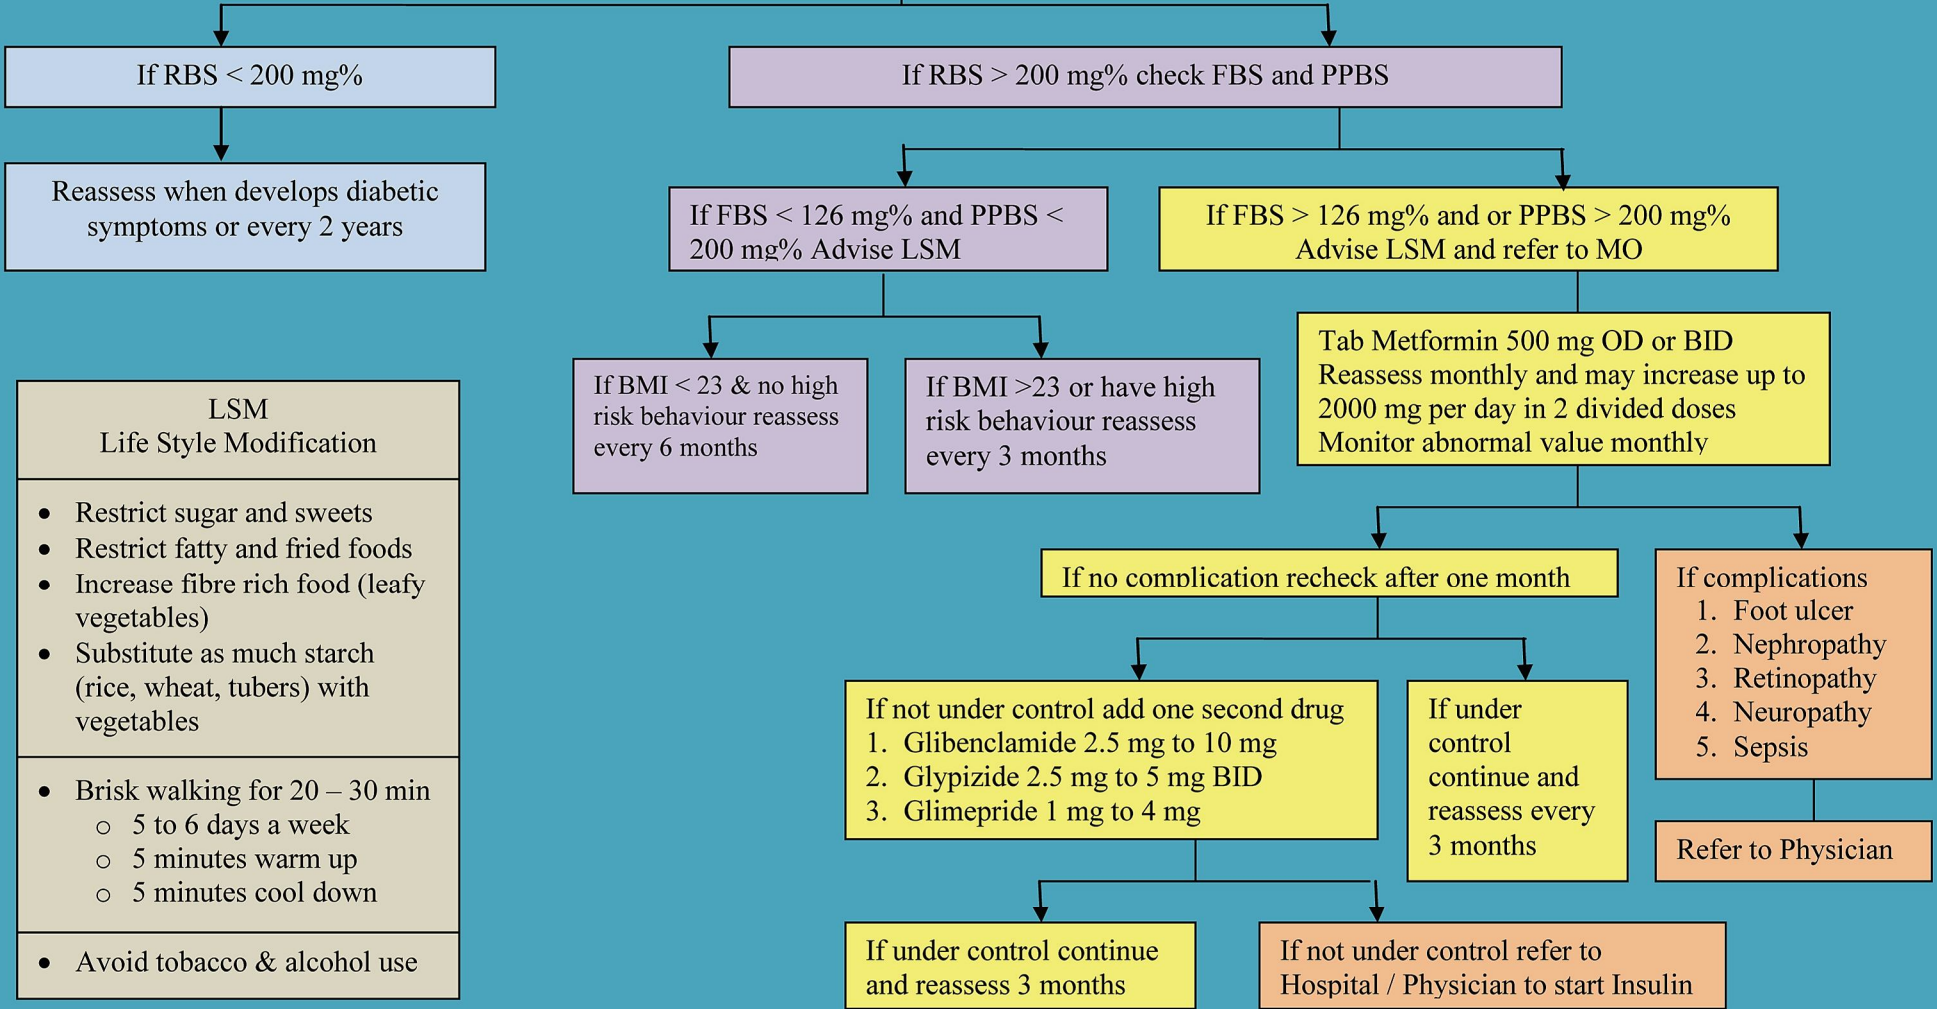 If RBS < 200 mg%
If RBS > 200 mg% check FBS and PPBS
Reassess when develops diabetic
symptoms or every 2 years
If FBS < 126 mg% and PPBS <
200 mg% Advise LSM
If FBS > 126 mg% and or PPBS > 200 mg%
Advise LSM and refer to MO
If BMI < 23 & no high
risk behaviour reassess
every 6 months
If BMI >23 or have high
risk behaviour reassess
every 3 months
Tab Metformin 500 mg OD or BID
Reassess monthly and may increase up to
2000 mg per day in 2 divided doses
Monitor abnormal value monthly
LSM
Life Style Modification
• Restrict sugar and sweets
• Restrict fatty and fried foods
• Increase fibre rich food (leafy
vegetables)
• Substitute as much starch
(rice, wheat, tubers) with
vegetables
• Brisk walking for 20 – 30 min
o 5 to 6 days a week
o 5 minutes warm up
o 5 minutes cool down
• Avoid tobacco & alcohol use
If no complication recheck after one month
If complications
1. Foot ulcer
2. Nephropathy
3. Retinopathy
4. Neuropathy
5. Sepsis
If not under control add one second drug
1. Glibenclamide 2.5 mg to 10 mg
2. Glypizide 2.5 mg to 5 mg BID
3. Glimepride 1 mg to 4 mg
If under
control
continue and
reassess every
3 months
Refer to Physician
If under control continue
and reassess 3 months
If not under control refer to
Hospital / Physician to start Insulin